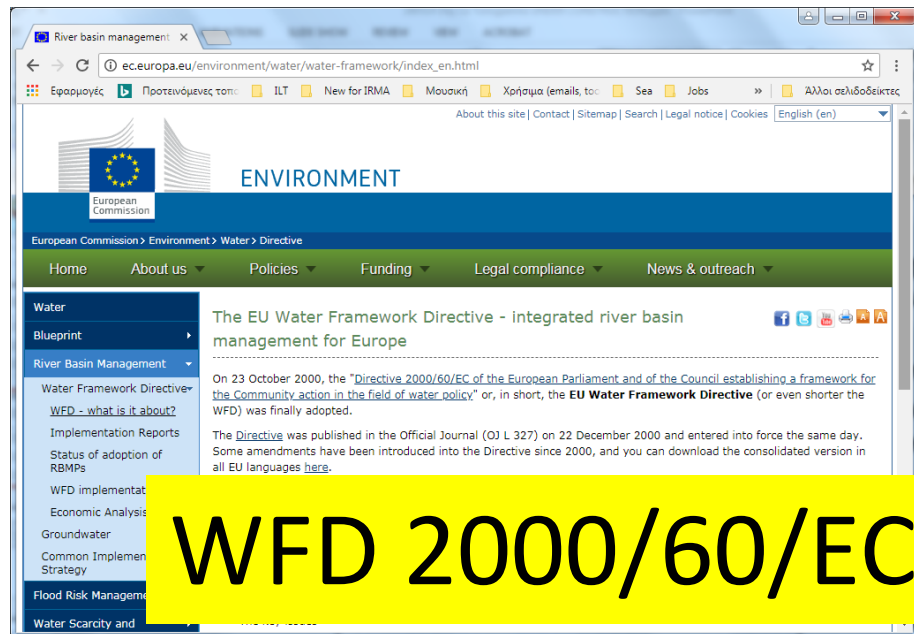 River basin management
ec.europa.eu/environment/water/water-framework/index_en.html
Εφαρμογές Προτεινόμενες τοπο ILT New for IRMA Μουσική Χρήσιμα (emails, toc Sea Jobs » Άλλοι σελιδοδείκτες
About this site | Contact | Sitemap | Search | Legal notice | Cookies English (en)
European
Commission
ENVIRONMENT
European Commission > Environment > Water > Directive
Home About us Policies Funding Legal compliance News & outreach
Water
Blueprint
River Basin Management
Water Framework Directive
WFD - what is it about?
Implementation Reports
Status of adoption of
RBMPs
WFD implementat
Economic Analysis
Groundwater
Common Implemen
Strategy
Flood Risk Manageme
Water Scarcity and
The EU Water Framework Directive - integrated river basin
management for Europe
On 23 October 2000, the "Directive 2000/60/EC of the European Parliament and of the Council establishing a framework for
the Community action in the field of water policy" or, in short, the EU Water Framework Directive (or even shorter the
WFD) was finally adopted.
The Directive was published in the Official Journal (OJ L 327) on 22 December 2000 and entered into force the same day.
Some amendments have been introduced into the Directive since 2000, and you can download the consolidated version in
all EU languages here.
WFD 2000/60/EC